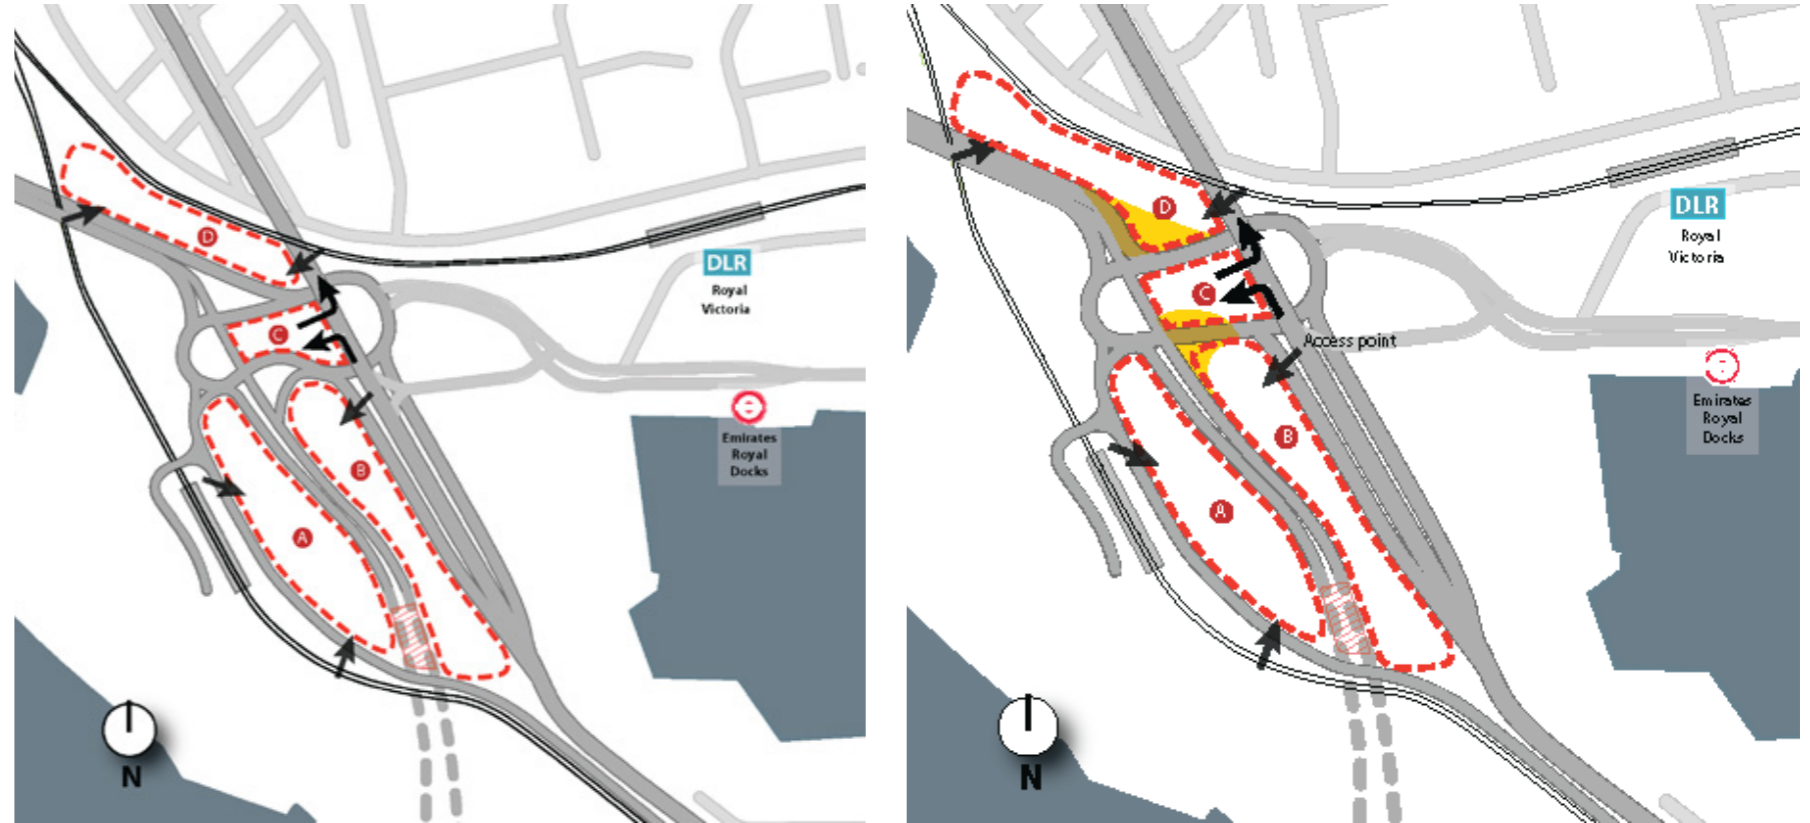 D
C
B
A
DLR
Royal
Victoria
Emirates
Royal
Docks
N
D
C
B
A
Access point
DLR
Royal
Victoria
Emirates
Royal
Docks
N